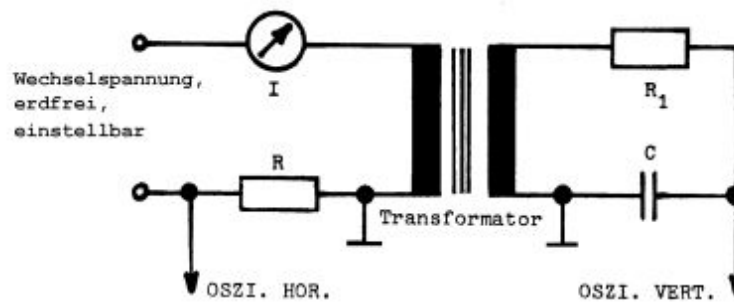 I
R₁
Wechselspannung,
erdfrei,
einstellbar
R
C
Transformator
OSZI. HOR.
OSZI. VERT.